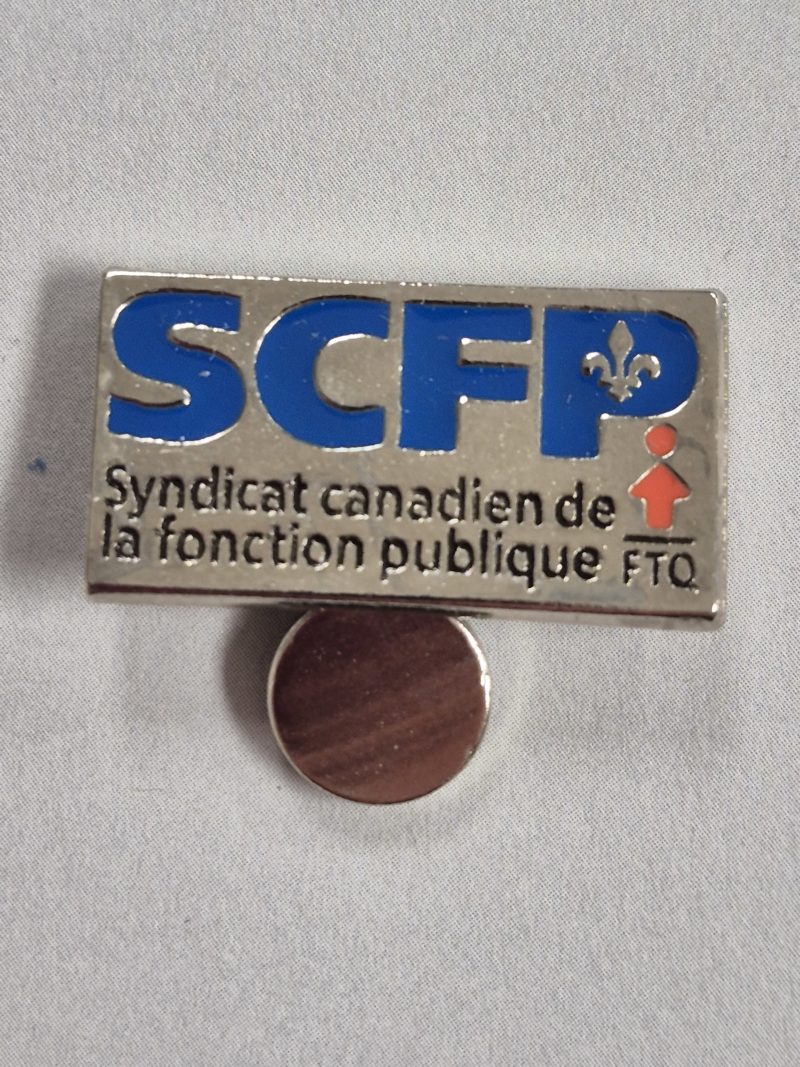 SCFP
Syndicat canadien de
la fonction publique
FTQ